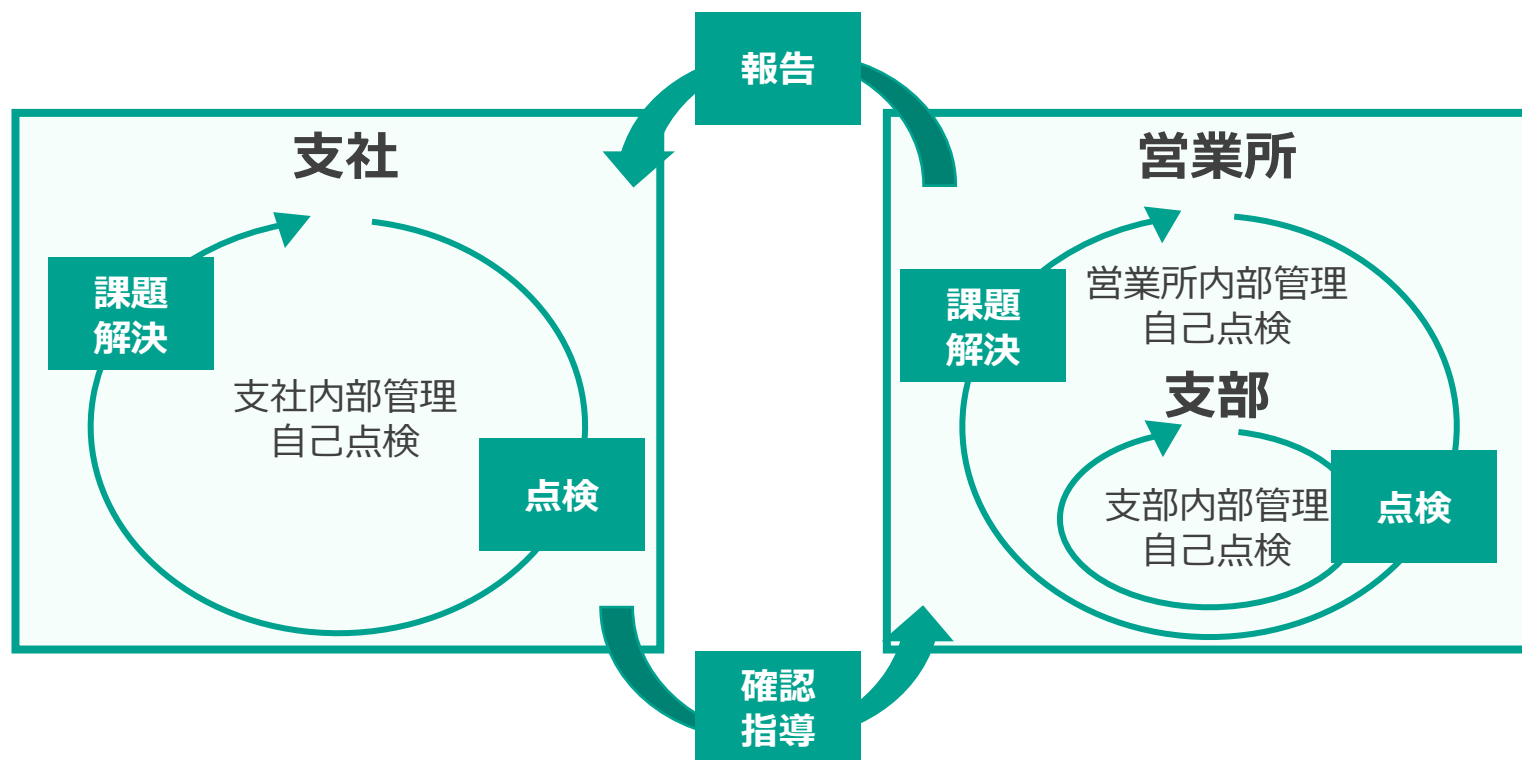 報告
支社
課題
解決
支社内部管理
自己点検
点検
営業所
課題
解決
営業所内部管理
自己点検
支部
支部内部管理
自己点検
点検
確認
指導